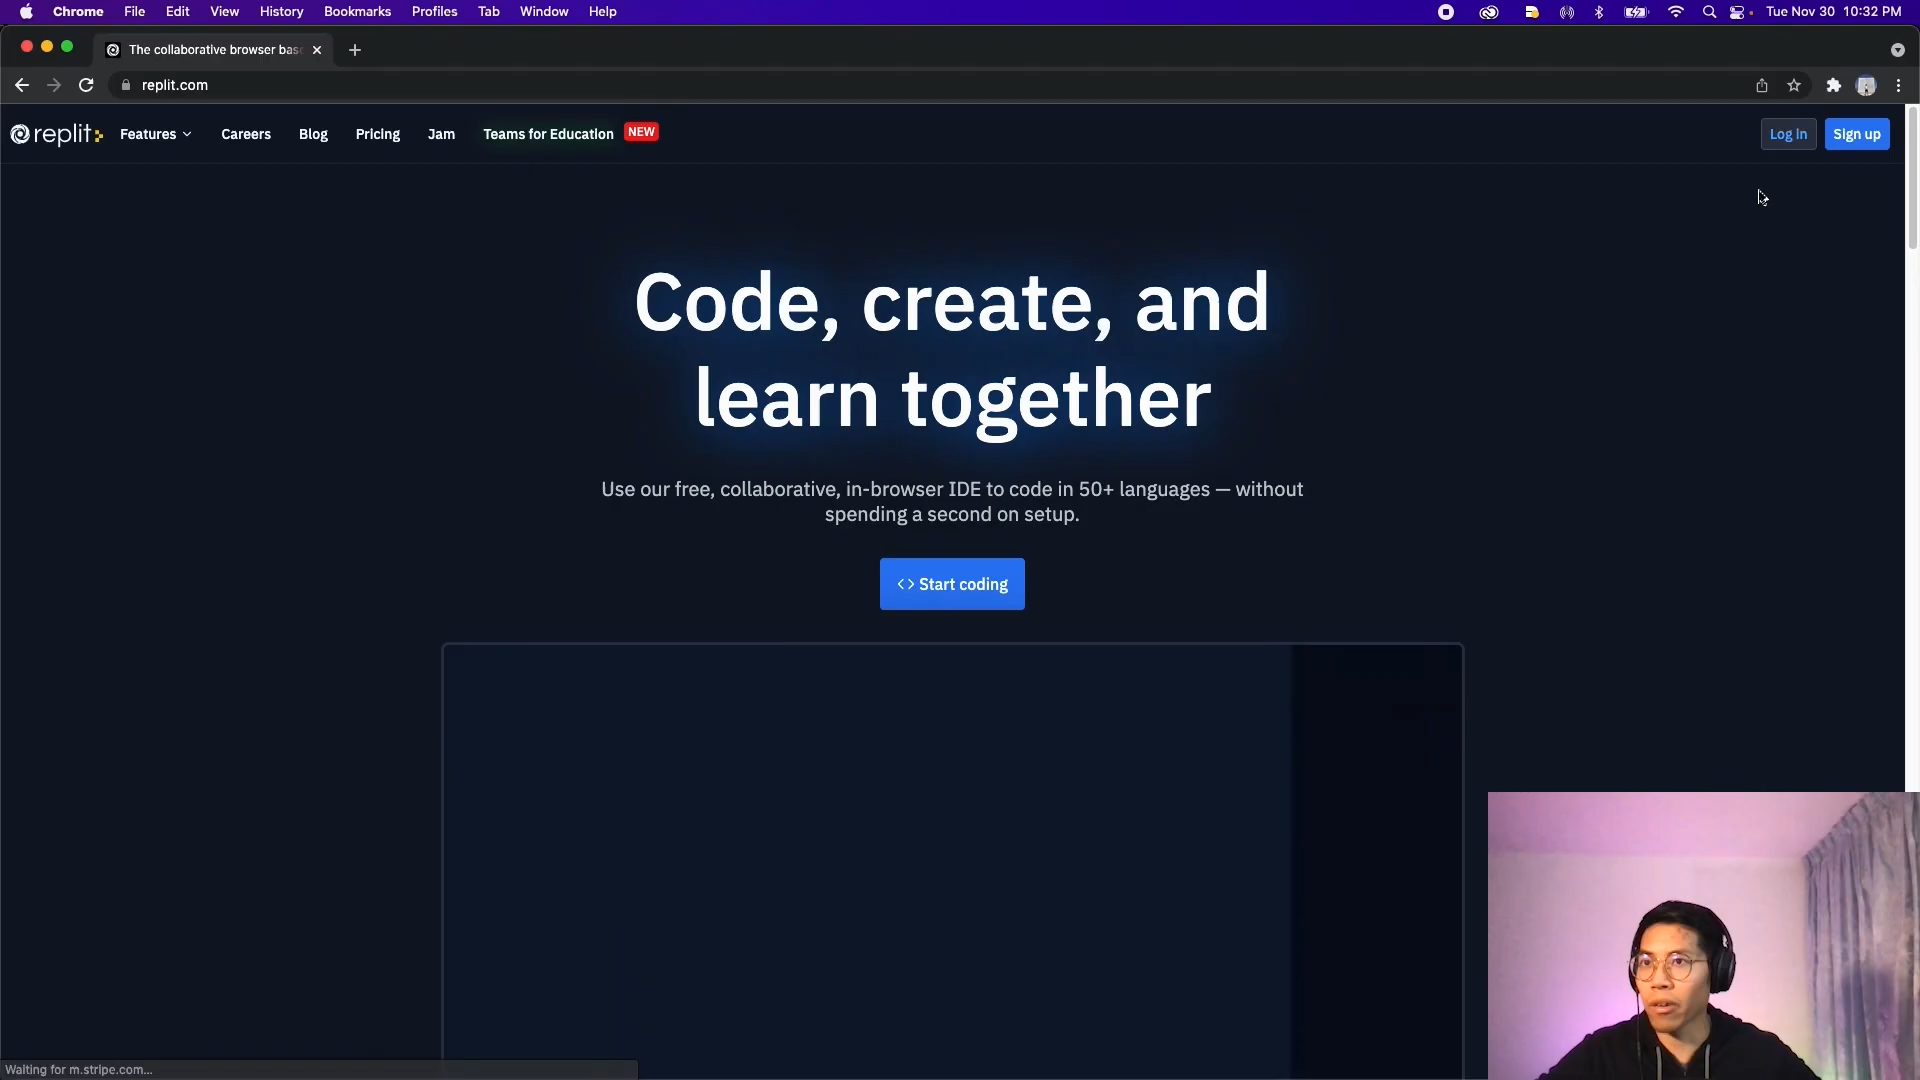 Chrome File Edit View History Bookmarks Profiles Tab Window Help Tue Nov 30 10:32 PM
The collaborative browser bas
replit.com
replit Features Careers Blog Pricing Jam Teams for Education NEW Log In Sign up
Code, create, and
learn together
Use our free, collaborative, in-browser IDE to code in 50+ languages — without
spending a second on setup.
<> Start coding
Waiting for m.stripe.com...